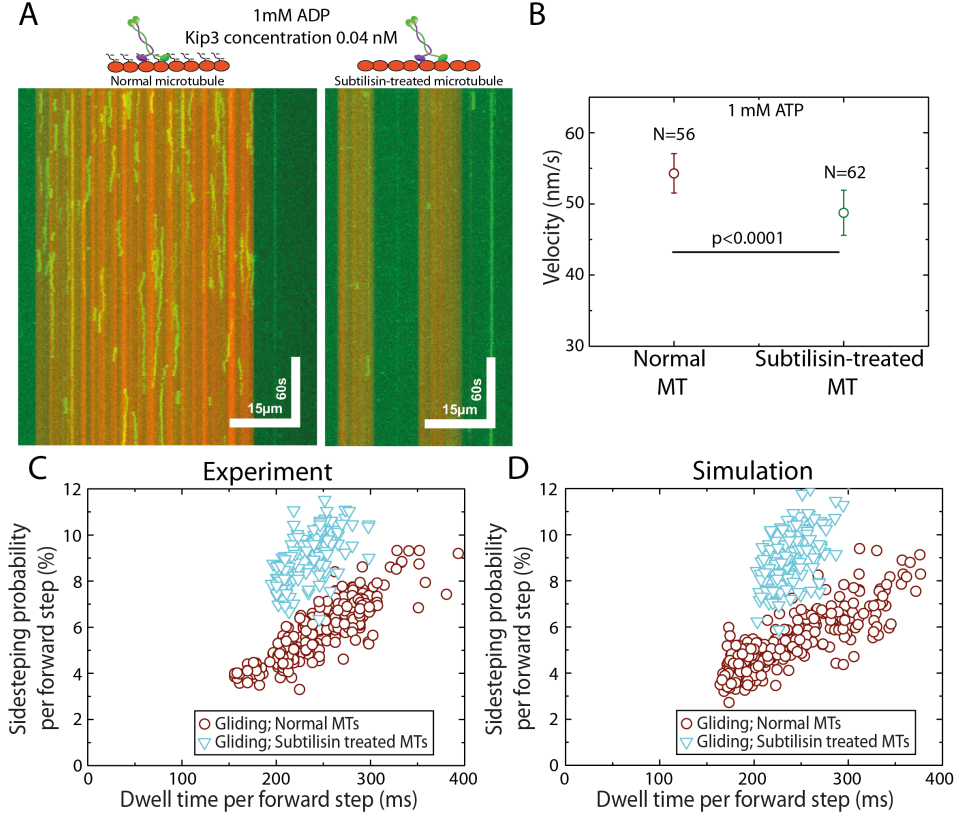 A
1mM ADP
Kip3 concentration 0.04 nM
Normal microtubule
Subtilisin-treated microtubule
15µm
60s
15µm
60s
B
1 mM ATP
N=56
N=62
p<0.0001
Velocity (nm/s)
60
50
40
30
Normal
MT
Subtilisin-treated
MT
C
Experiment
Sidesteping probability
per forward step (%)
12
10
8
6
4
2
0
Gliding; Normal MTs
Gliding; Subtilisin treated MTs
0 100 200 300 400
Dwell time per forward step (ms)
D
Simulation
Sidesteping probability
per forward step (%)
12
10
8
6
4
2
0
Gliding; Normal MTs
Gliding; Subtilisin treated MTs
0 100 200 300 400
Dwell time per forward step (ms)